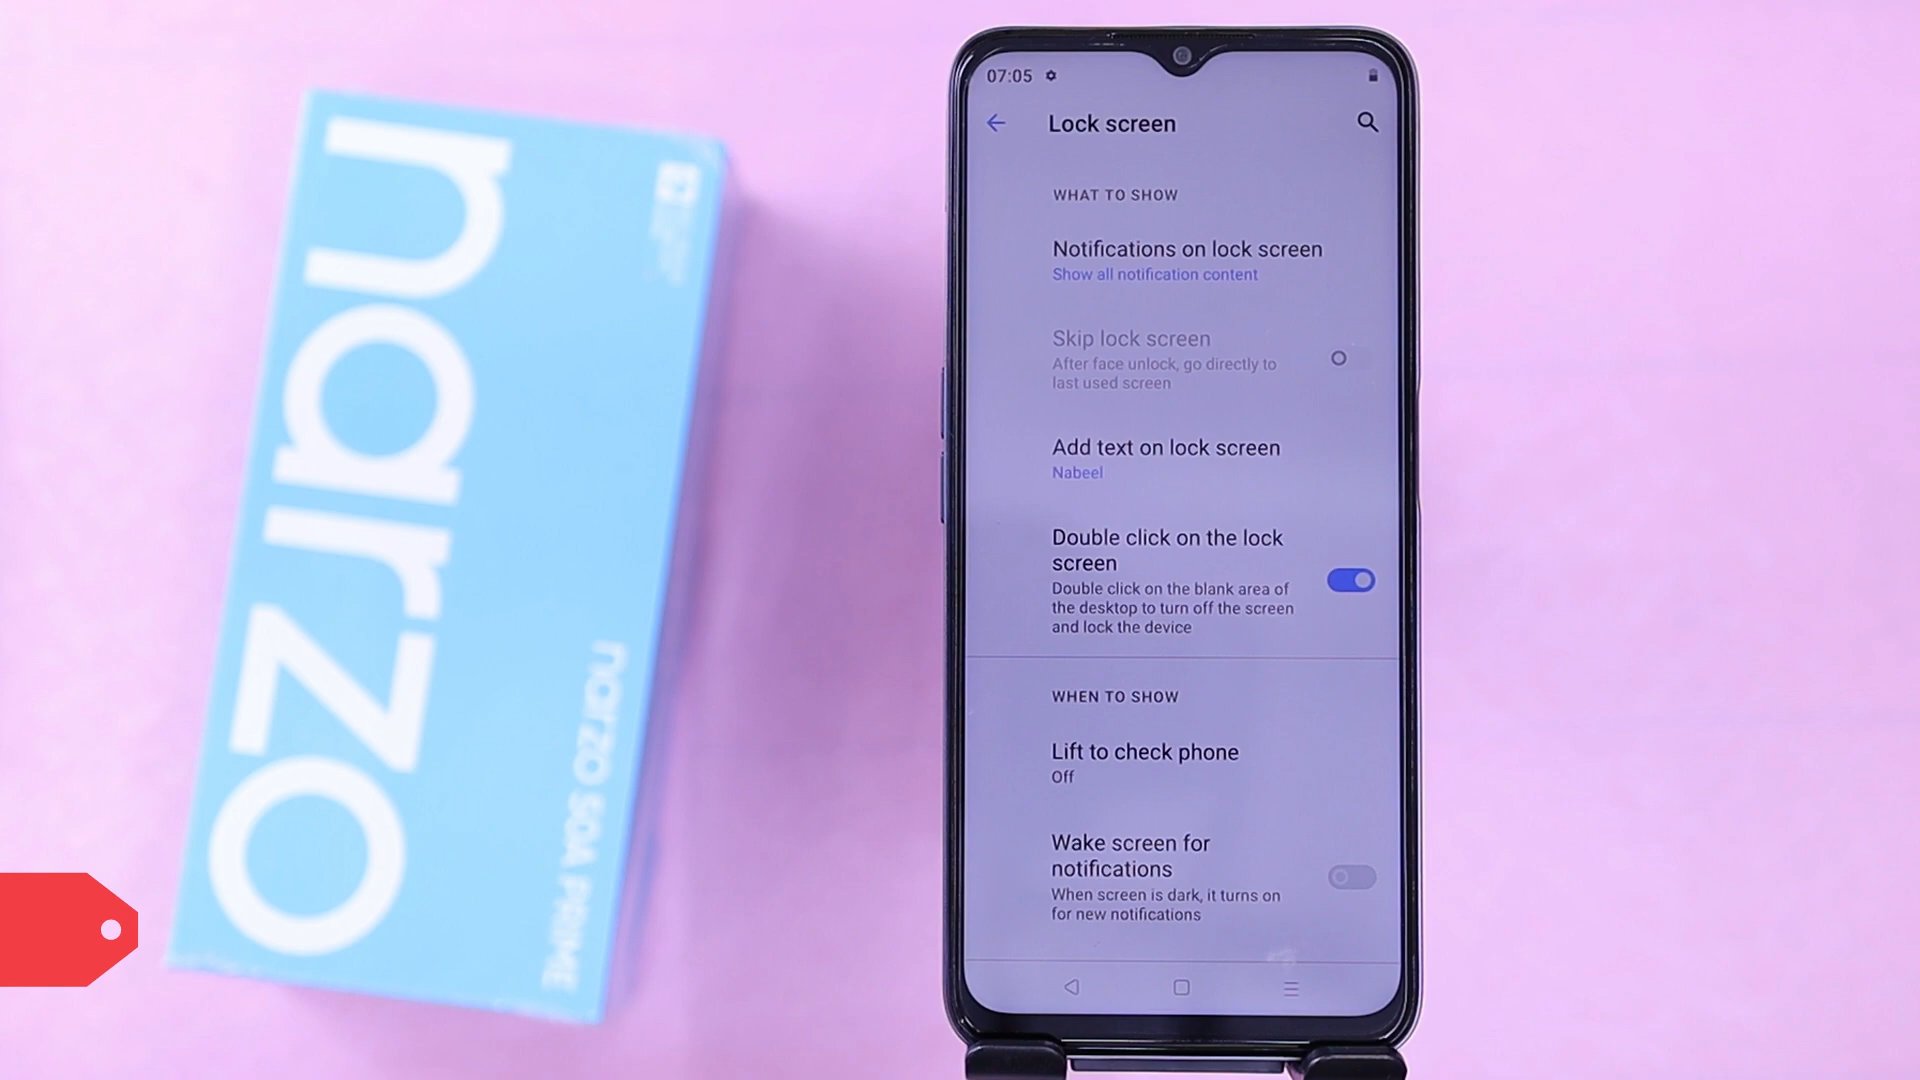 narzo
narzo 50A PRIME
07:05
Lock screen
WHAT TO SHOW
Notifications on lock screen
Show all notification content
Skip lock screen
After face unlock, go directly to
last used screen
Add text on lock screen
Nabeel
Double click on the lock
screen
Double click on the blank area of
the desktop to turn off the screen
and lock the device
WHEN TO SHOW
Lift to check phone
Off
Wake screen for
notifications
When screen is dark, it turns on
for new notifications